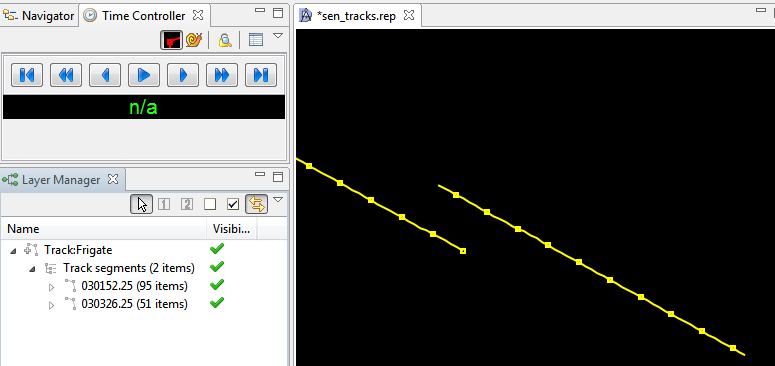 Navigator
Time Controller
*sen_tracks.rep
n/a
Layer Manager
1
2
Name
Visibi...
Track:Frigate
Track segments (2 items)
030152.25 (95 items)
030326.25 (51 items)